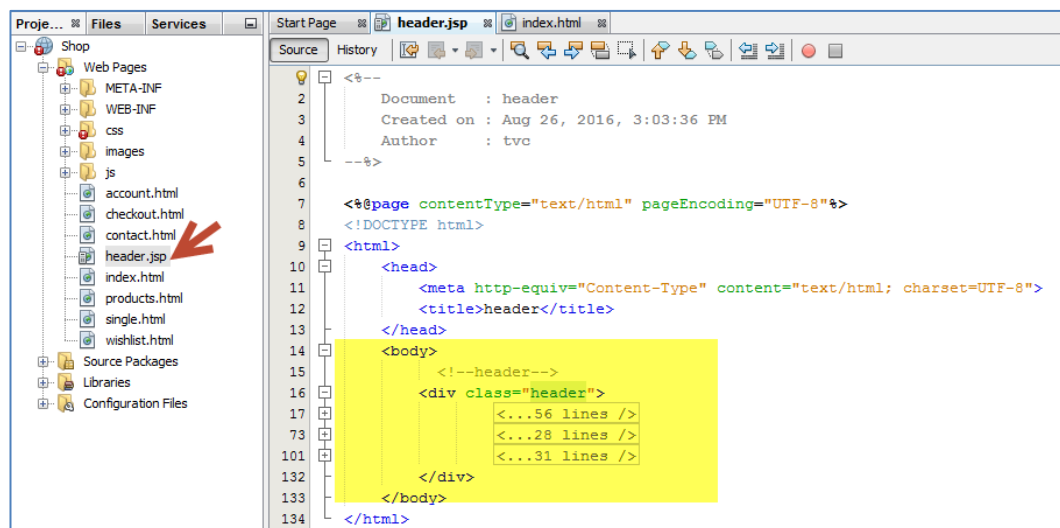 Proje... Files Services
Shop
Web Pages
META-INF
WEB-INF
css
images
js
account.html
checkout.html
contact.html
header.jsp
index.html
products.html
single.html
wishlist.html
Source Packages
Libraries
Configuration Files
Start Page header.jsp index.html
Source History
<%--
2 Document : header
3 Created on : Aug 26, 2016, 3:03:36 PM
4 Author : tvc
5 --%>
6
7 <%@page contentType="text/html" pageEncoding="UTF-8"%>
8 <!DOCTYPE html>
9 <html>
10 <head>
11 <meta http-equiv="Content-Type" content="text/html; charset=UTF-8">
12 <title>header</title>
13 </head>
14 <body>
15 <!--header-->
16 <div class="header">
17 <...56 lines />
73 <...28 lines />
101 <...31 lines />
132 </div>
133 </body>
134 </html>